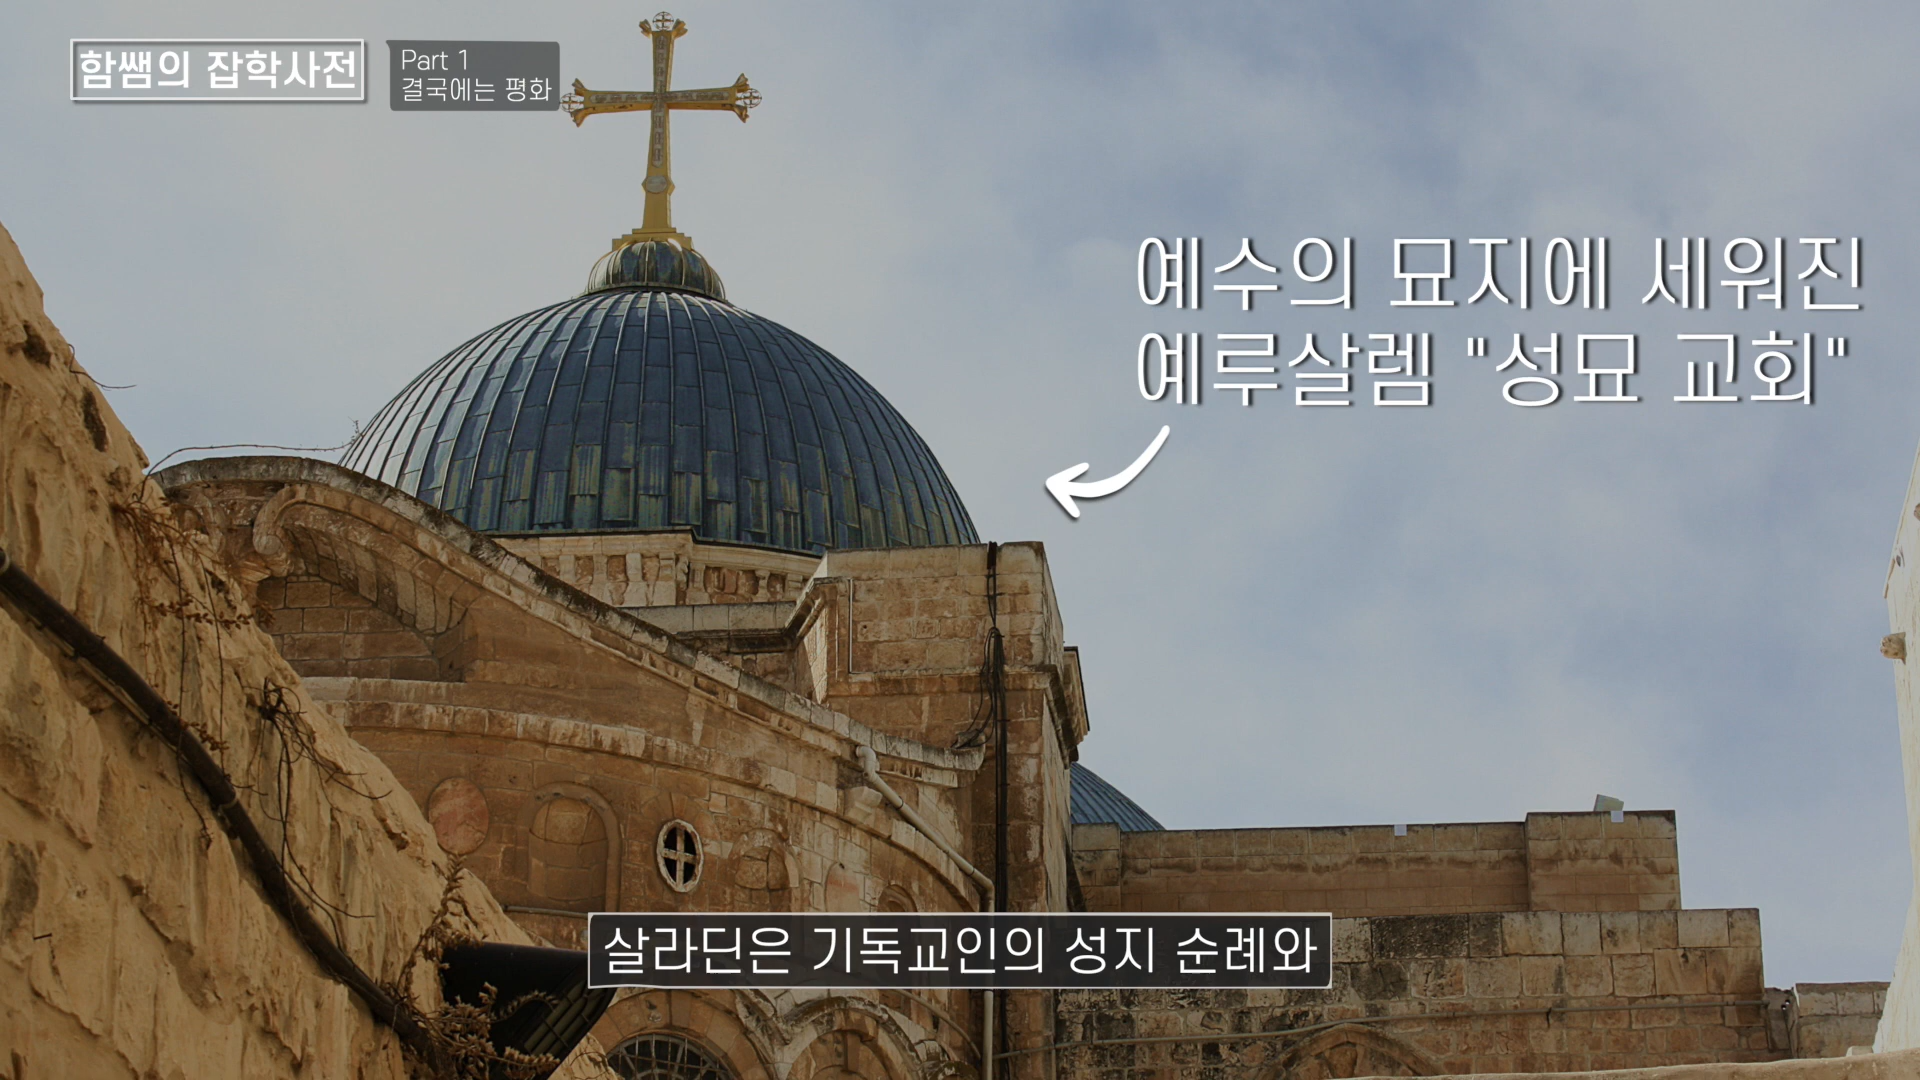 함쌤의 잡학사전
Part 1
결국에는 평화
예수의 묘지에 세워진
예루살렘 "성묘 교회"
살라딘은 기독교인의 성지 순례와